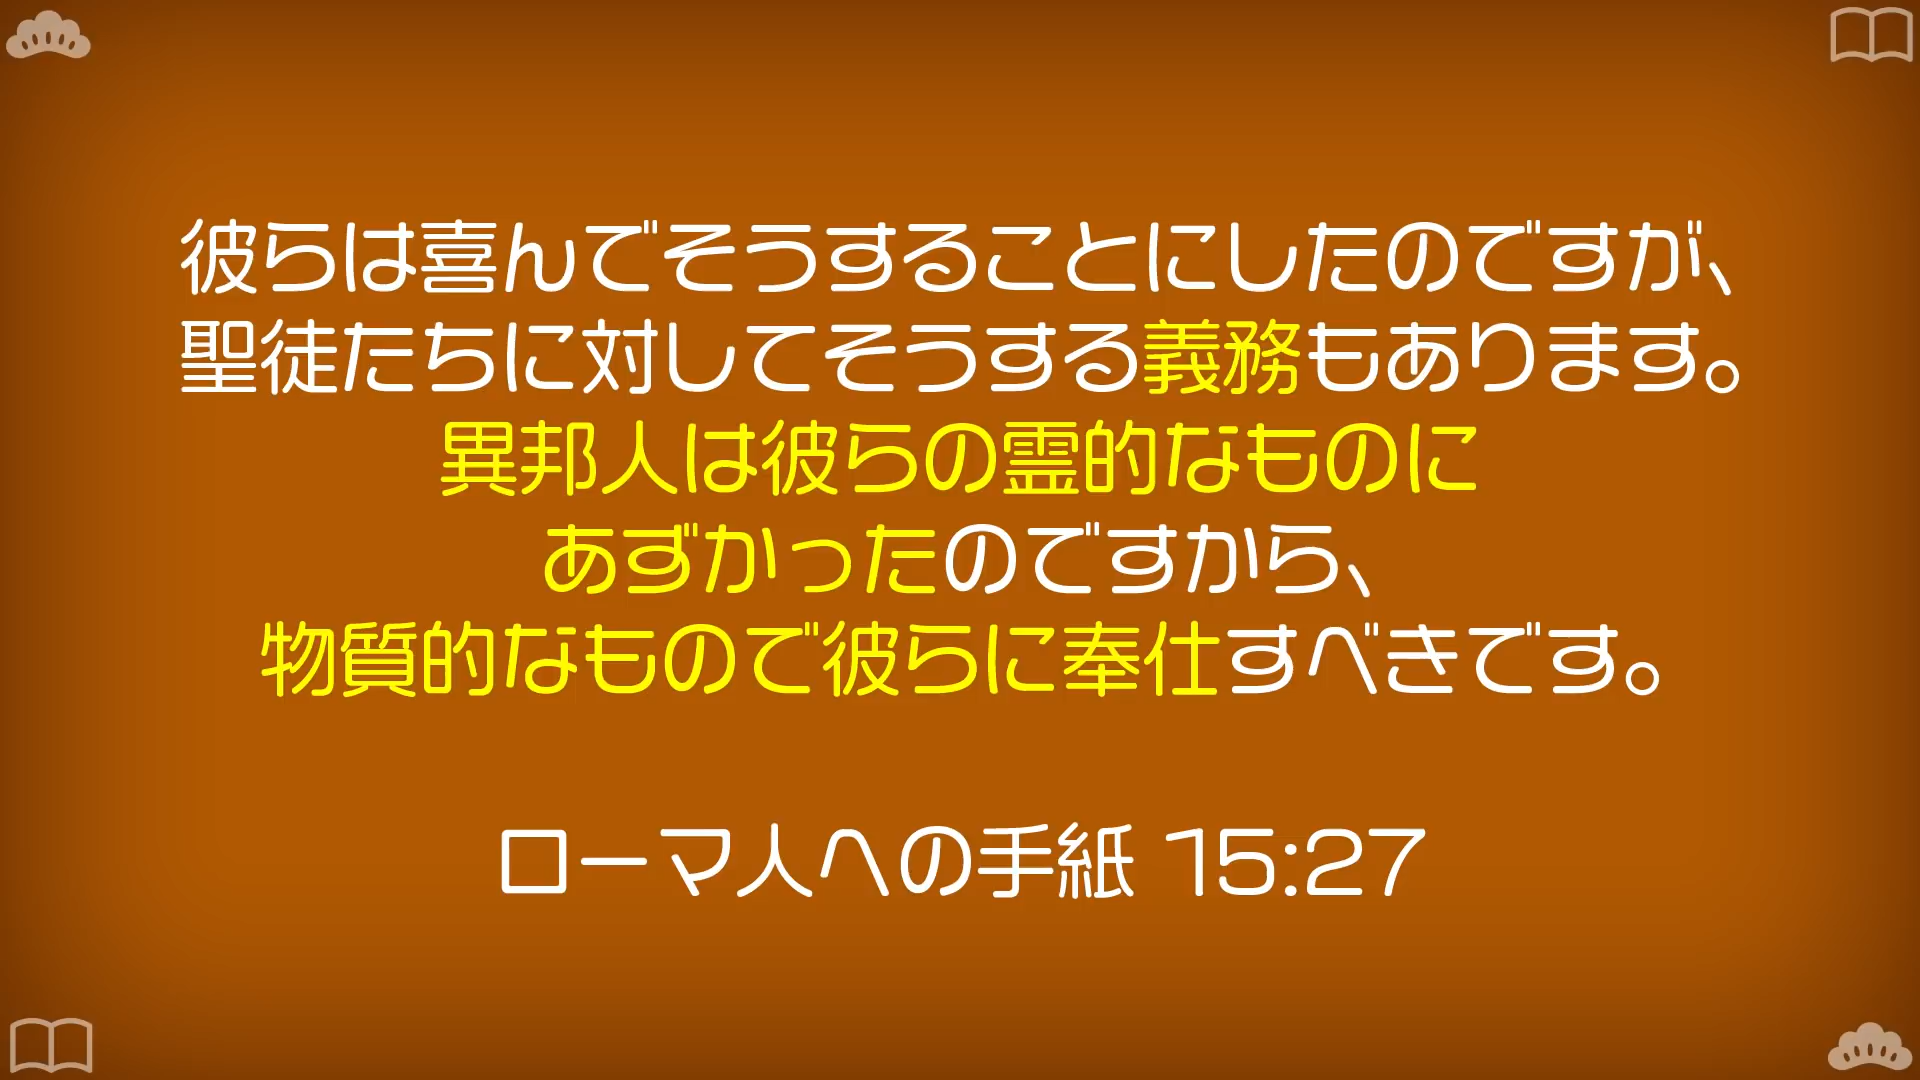 彼らは喜んでそうすることにしたのですが、
聖徒たちに対してそうする義務もあります。
異邦人は彼らの霊的なものに
あずかったのですから、
物質的なもので彼らに奉仕すべきです。
ローマ人への手紙 15:27